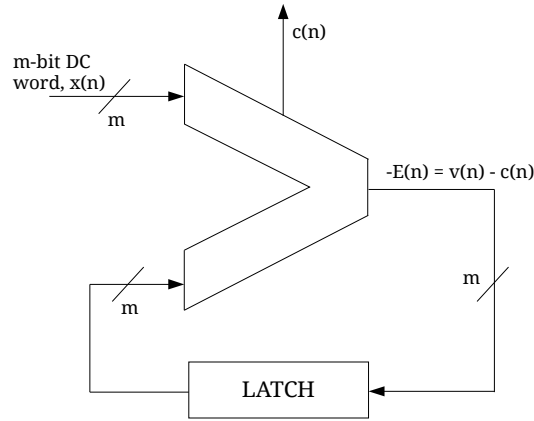 c(n)
m-bit DC
word, x(n)
m
-E(n) = v(n) - c(n)
m
m
LATCH